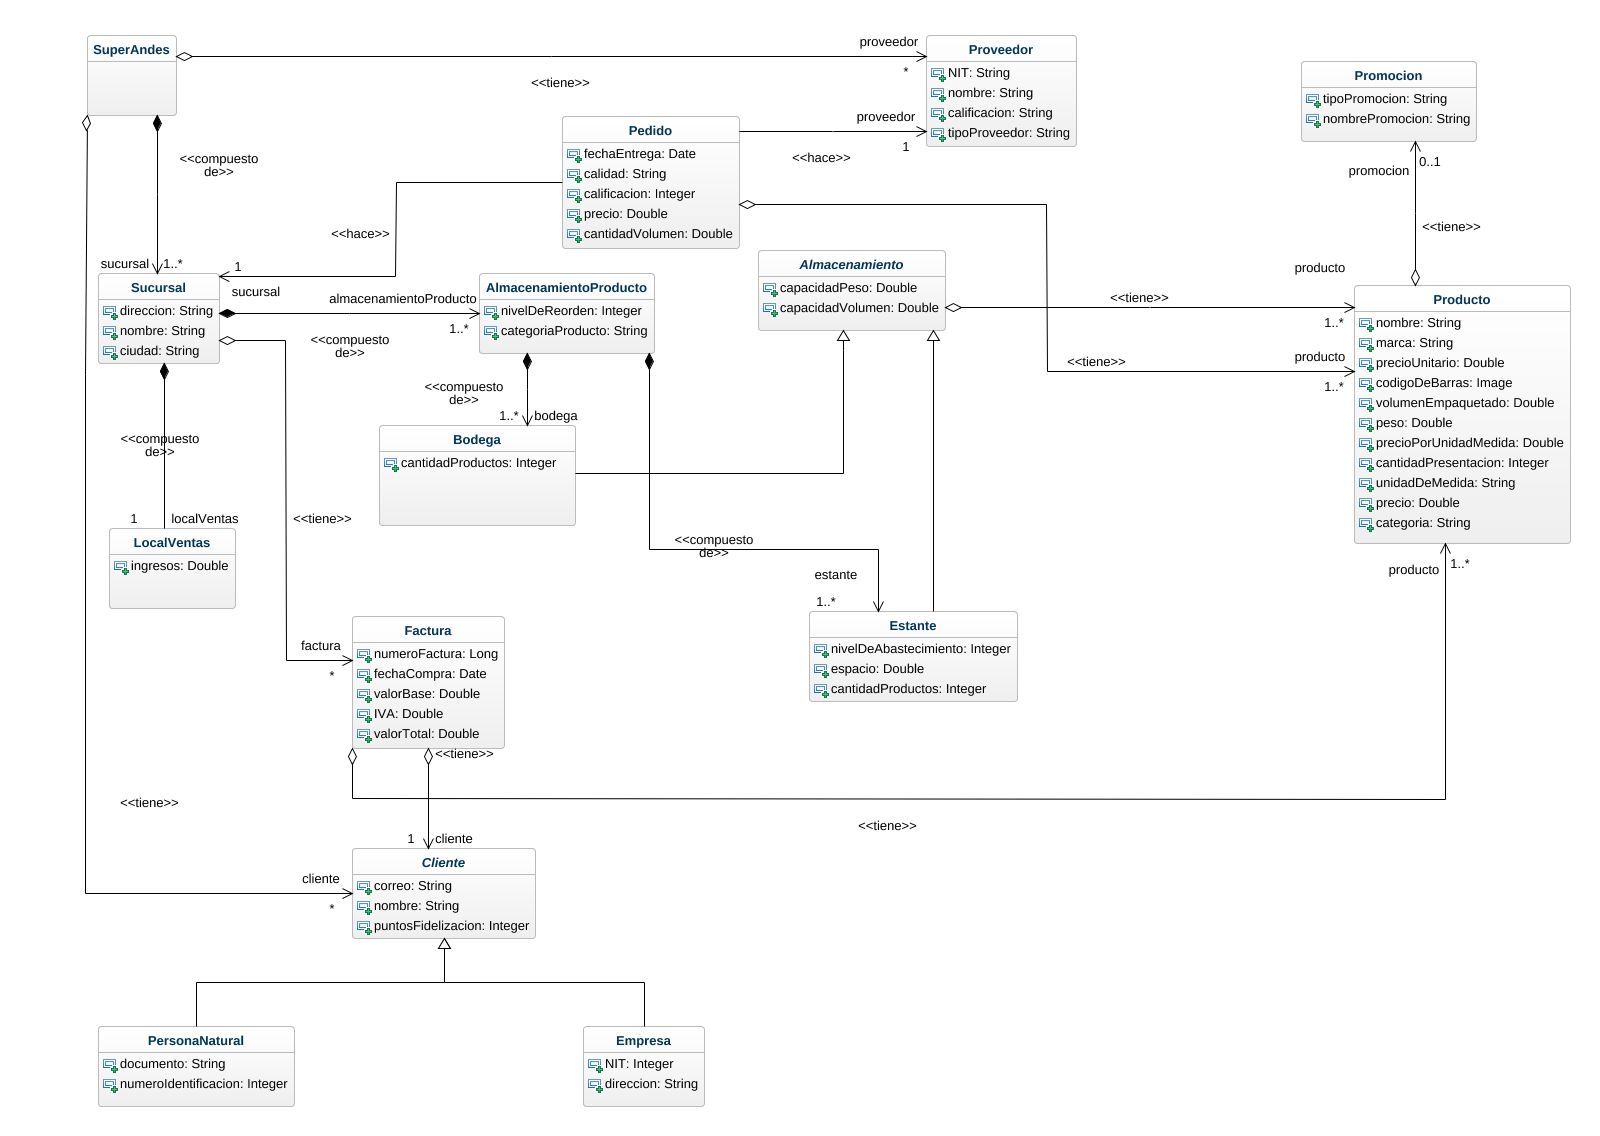 SuperAndes
proveedor
*
<<tiene>>
Proveedor
NIT: String
nombre: String
calificacion: String
tipoProveedor: String
Promocion
tipoPromocion: String
nombrePromocion: String
0..1
promocion
<<tiene>>
Pedido
fechaEntrega: Date
calidad: String
calificacion: Integer
precio: Double
cantidadVolumen: Double
proveedor
1
<<hace>>
<<compuesto
de>>
<<hace>>
sucursal
1..*
1
sucursal
Sucursal
direccion: String
nombre: String
ciudad: String
almacenamientoProducto
1..*
<<compuesto
de>>
AlmacenamientoProducto
nivelDeReorden: Integer
categoriaProducto: String
Almacenamiento
capacidadPeso: Double
capacidadVolumen: Double
<<tiene>>
producto
1..*
<<tiene>>
producto
1..*
Producto
nombre: String
marca: String
precioUnitario: Double
codigoDeBarras: Image
volumenEmpaquetado: Double
peso: Double
precioPorUnidadMedida: Double
cantidadPresentacion: Integer
unidadDeMedida: String
precio: Double
categoria: String
<<compuesto
de>>
1..*
bodega
Bodega
cantidadProductos: Integer
<<compuesto
de>>
1
localVentas
LocalVentas
ingresos: Double
<<tiene>>
<<compuesto
de>>
estante
1..*
Estante
nivelDeAbastecimiento: Integer
espacio: Double
cantidadProductos: Integer
producto
1..*
factura
*
Factura
numeroFactura: Long
fechaCompra: Date
valorBase: Double
IVA: Double
valorTotal: Double
<<tiene>>
<<tiene>>
<<tiene>>
1
cliente
cliente
*
Cliente
correo: String
nombre: String
puntosFidelizacion: Integer
PersonaNatural
documento: String
numeroIdentificacion: Integer
Empresa
NIT: Integer
direccion: String